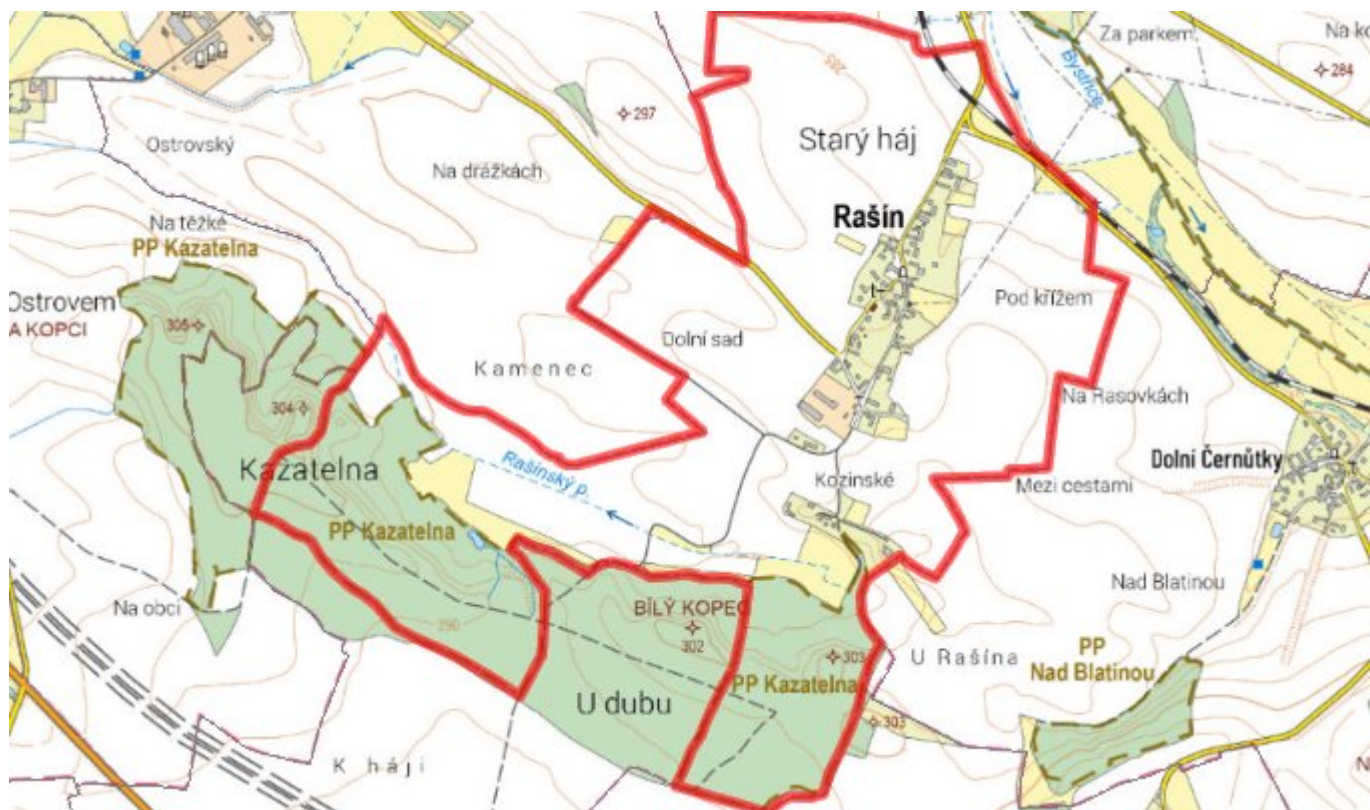 Za parkem
Na ko
284
Bystřice
285
297
Ostrovský
Starý háj
Na drážkách
Na těžké
Rašín
PP Kazatelna
Ostrovem
A KOPCI
305
Pod křížem
Dolní sad
Kamenec
304
Na Rasovkách
Kazatelna
Dolní Černůtky
Rašínský p.
Kozinské
Mezi cestami
PP Kazatelna
Na obci
Nad Blatinou
BÍLÝ KOPEC
302
290
303
U Rašína
PP
Nad Blatinou
PP Kazatelna
U dubu
303
K háji
N